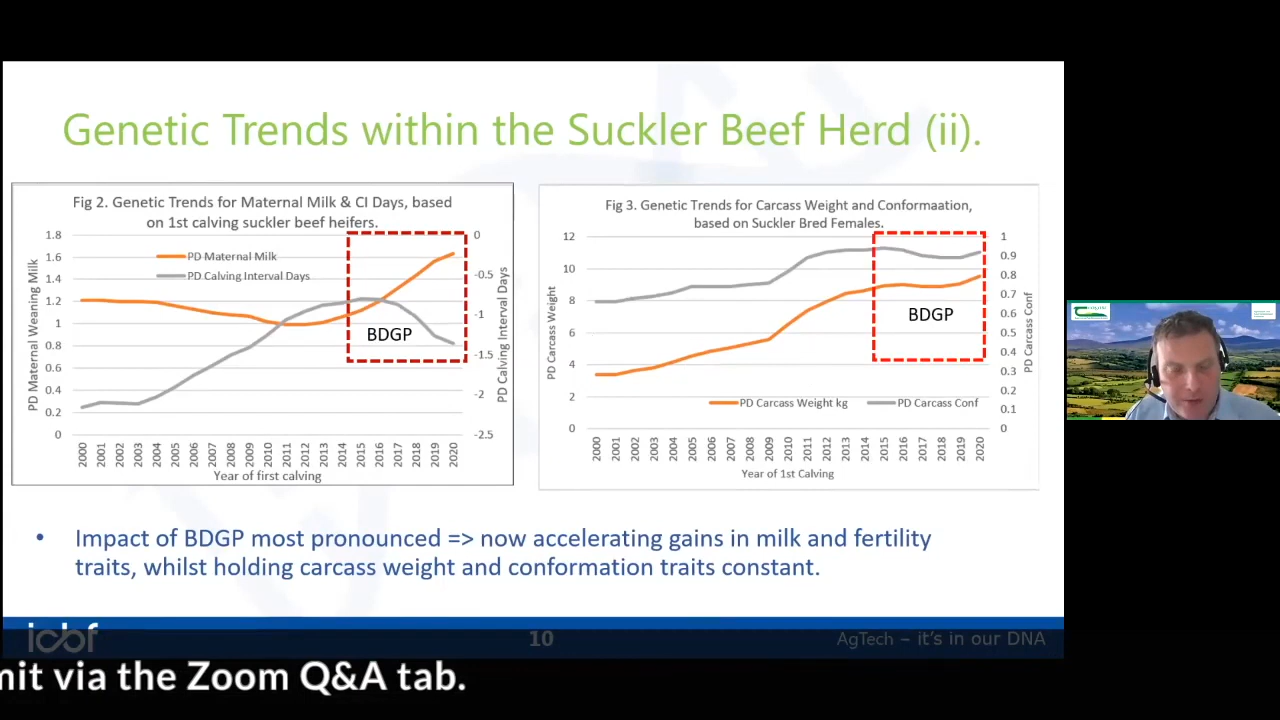 Genetic Trends within the Suckler Beef Herd (ii).
Fig 2. Genetic Trends for Maternal Milk & CI Days, based
on 1st calving suckler beef heifers.
PD Maternal Weaning Milk
1.8
1.6
1.4
1.2
1
0.8
0.6
0.4
0.2
0
PD Maternal Milk
PD Calving Interval Days
BDGP
0
-0.5
-1
-1.5
-2
-2.5
PD Calving Interval Days
2000 2001 2002 2003 2004 2005 2006 2007 2008 2009 2010 2011 2012 2013 2014 2015 2016 2017 2018 2019 2020
Year of first calving
Fig 3. Genetic Trends for Carcass Weight and Conformaation,
based on Suckler Bred Females.
PD Carcass Weight
12
10
8
6
4
2
0
BDGP
PD Carcass Weight kg
PD Carcass Conf
1
0.9
0.8
0.7
0.6
0.5
0.4
0.3
0.2
0.1
0
PD Carcass Conf
2000 2001 2002 2003 2004 2005 2006 2007 2008 2009 2010 2011 2012 2013 2014 2015 2016 2017 2018 2019 2020
Year of 1st Calving
• Impact of BDGP most pronounced => now accelerating gains in milk and fertility
traits, whilst holding carcass weight and conformation traits constant.
icbf
10
AgTech – it's in our DNA
mit via the Zoom Q&A tab.